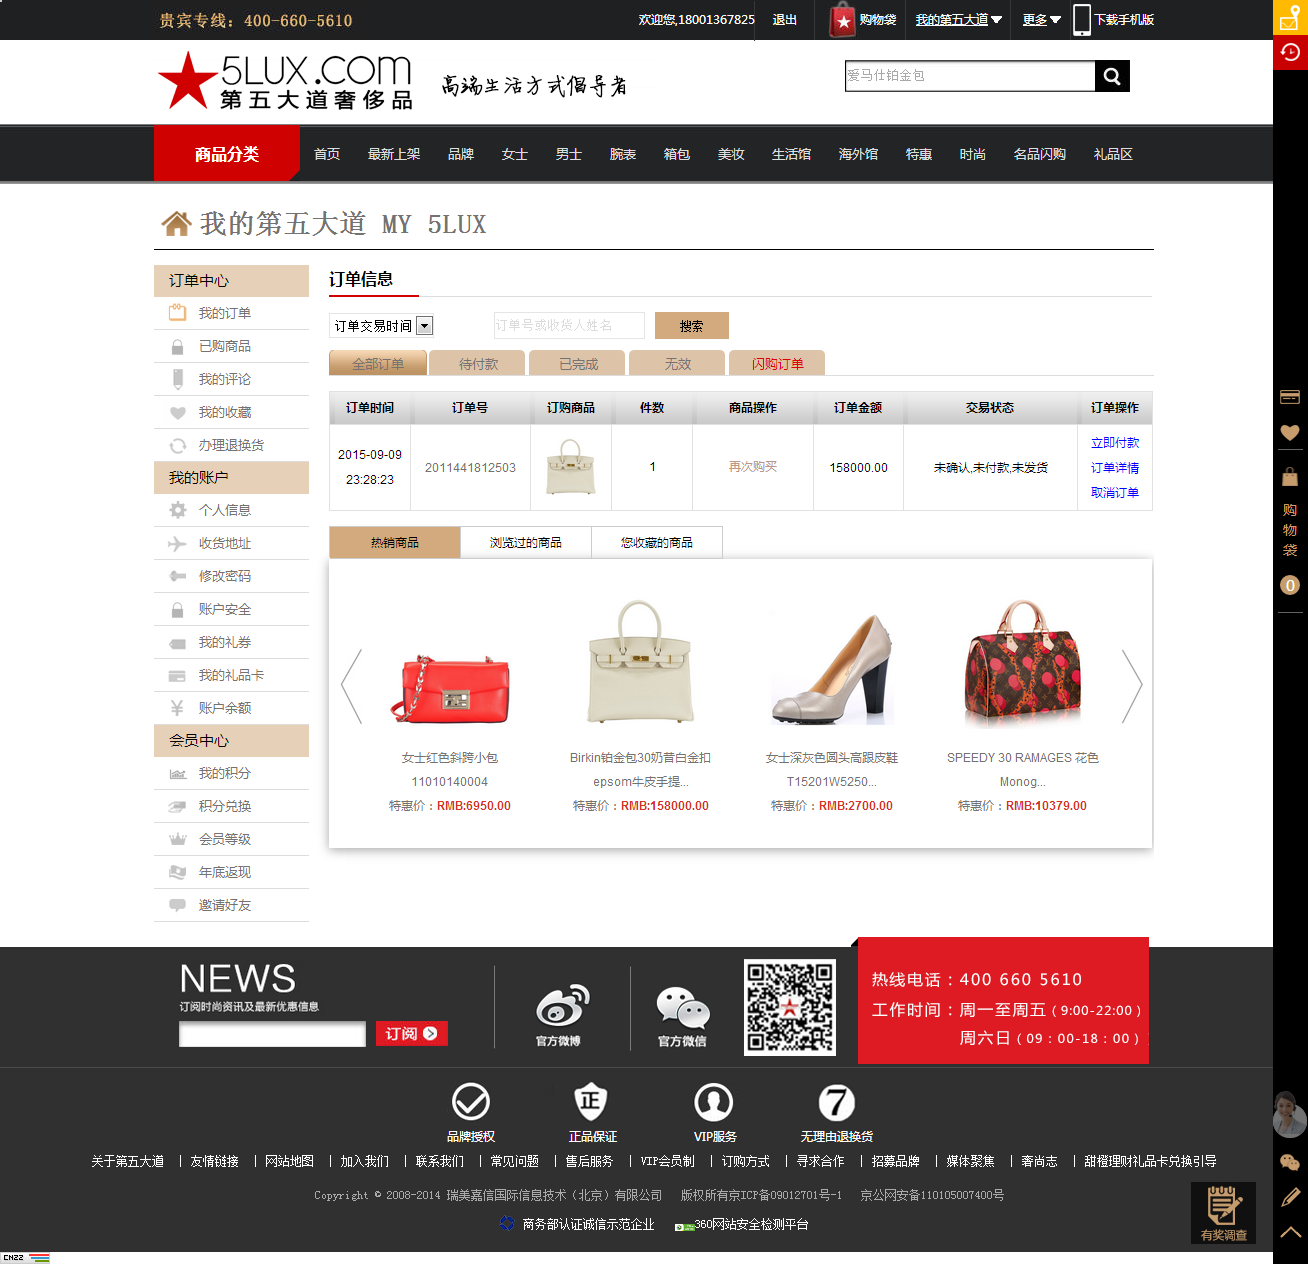 贵宾专线：400-660-5610
欢迎您,18001367825 退出 购物袋 我的第五大道 更多 下载手机版
5LUX.COM
第五大道奢侈品
高端生活方式倡导者
爱马仕铂金包
商品分类 首页 最新上架 品牌 女士 男士 腕表 箱包 美妆 生活馆 海外馆 特惠 时尚 名品闪购 礼品区
我的第五大道 MY 5LUX
订单中心
我的订单
已购商品
我的评论
我的收藏
办理退换货
我的账户
个人信息
收货地址
修改密码
账户安全
我的礼券
我的礼品卡
账户余额
会员中心
我的积分
积分兑换
会员等级
年底返现
邀请好友
订单信息
订单交易时间 订单号或收货人姓名 搜索
全部订单 待付款 已完成 无效 闪购订单
订单时间 订单号 订购商品 件数 商品操作 订单金额 交易状态 订单操作
2015-09-09
23:28:23
2011441812503 1 再次购买 158000.00 未确认,未付款,未发货
立即付款
订单详情
取消订单
热销商品 浏览过的商品 您收藏的商品
女士红色斜跨小包
11010140004
特惠价：RMB:6950.00
Birkin铂金包30奶昔白金扣
epsom牛皮手提...
特惠价：RMB:158000.00
女士深灰色圆头高跟皮鞋
T15201W5250...
特惠价：RMB:2700.00
SPEEDY 30 RAMAGES 花色
Monog...
特惠价：RMB:10379.00
购
物
袋
0
NEWS
订阅时尚资讯及最新优惠信息
订阅
官方微博
官方微信
热线电话：400 660 5610
工作时间：周一至周五（9:00-22:00）
周六日（09：00-18：00）
正
7
品牌授权 正品保证 VIP服务 无理由退换货
关于第五大道 | 友情链接 | 网站地图 | 加入我们 | 联系我们 | 常见问题 | 售后服务 | VIP会员制 | 订购方式 | 寻求合作 | 招募品牌 | 媒体聚焦 | 奢尚志 | 甜橙理财礼品卡兑换引导
Copyright © 2008-2014 瑞美嘉信国际信息技术（北京）有限公司 版权所有京ICP备09012701号-1 京公网安备110105007400号
商务部认证诚信示范企业 360网站安全检测平台
有奖调查
CNZZ